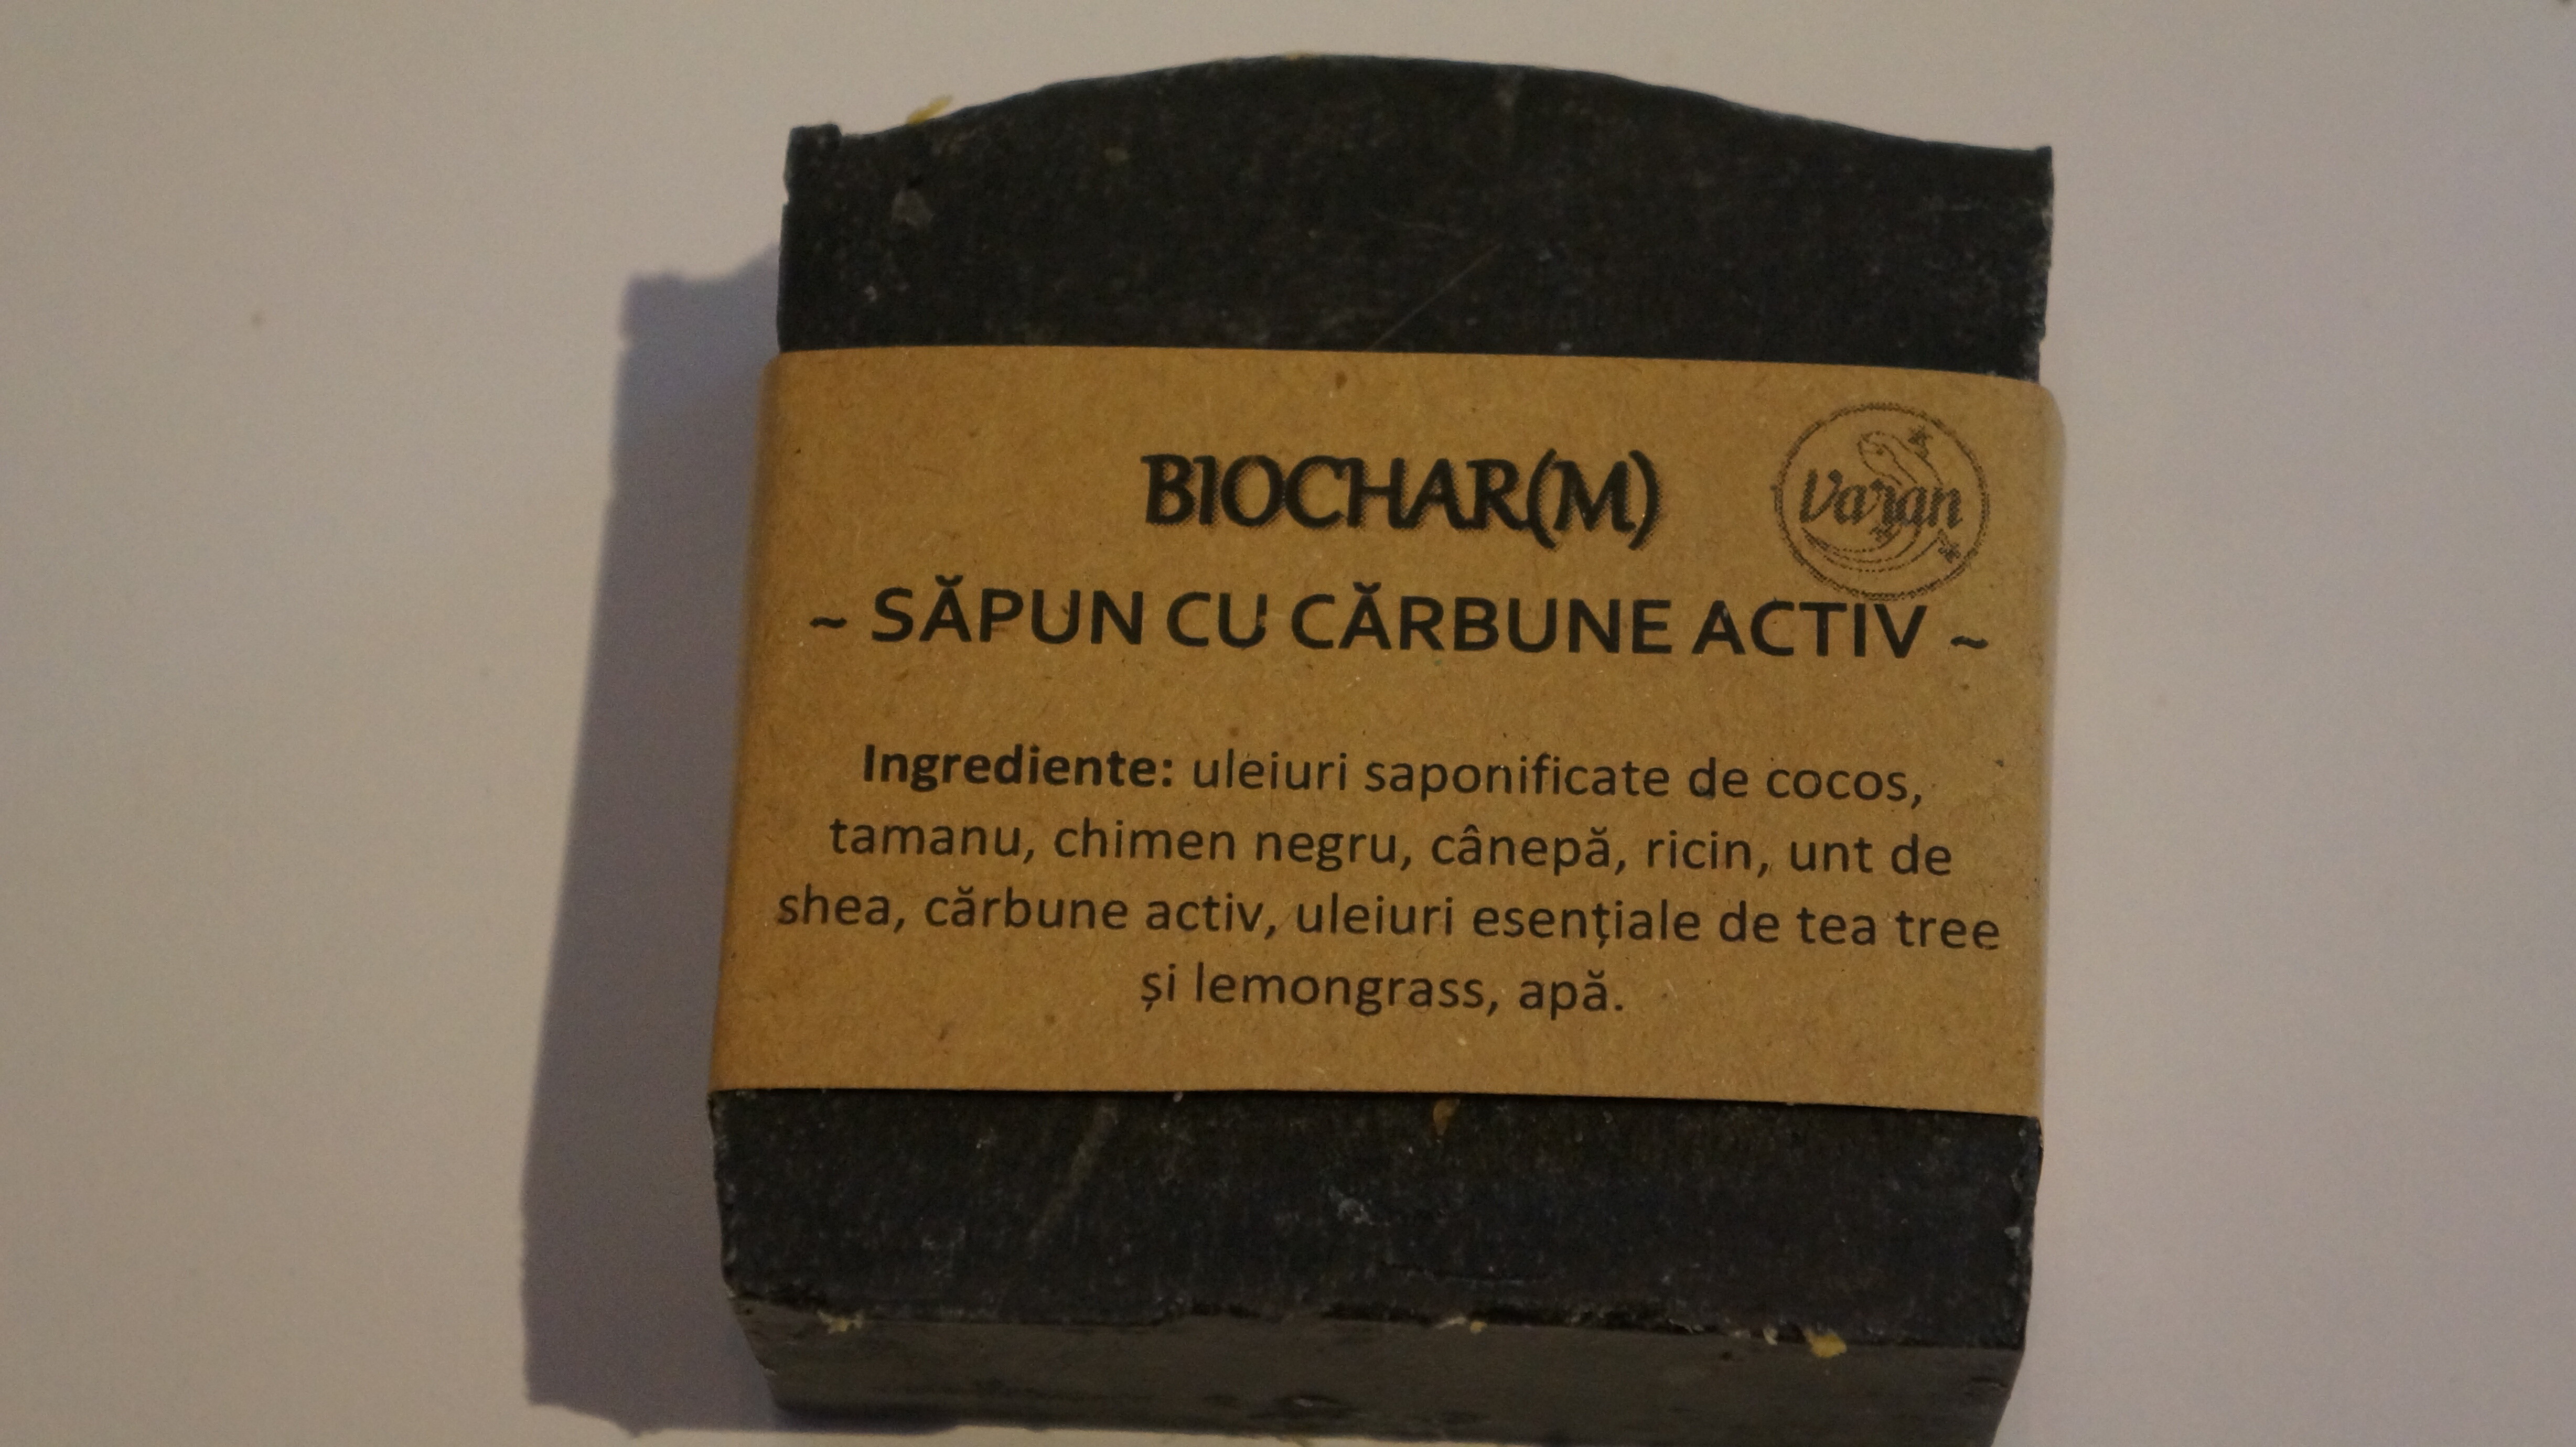 BIOCHAR(M)
Varan
~ SĂPUN CU CĂRBUNE ACTIV ~
Ingrediente: uleiuri saponificate de cocos,
tamanu, chimen negru, cânepă, ricin, unt de
shea, cărbune activ, uleiuri esențiale de tea tree
și lemongrass, apă.